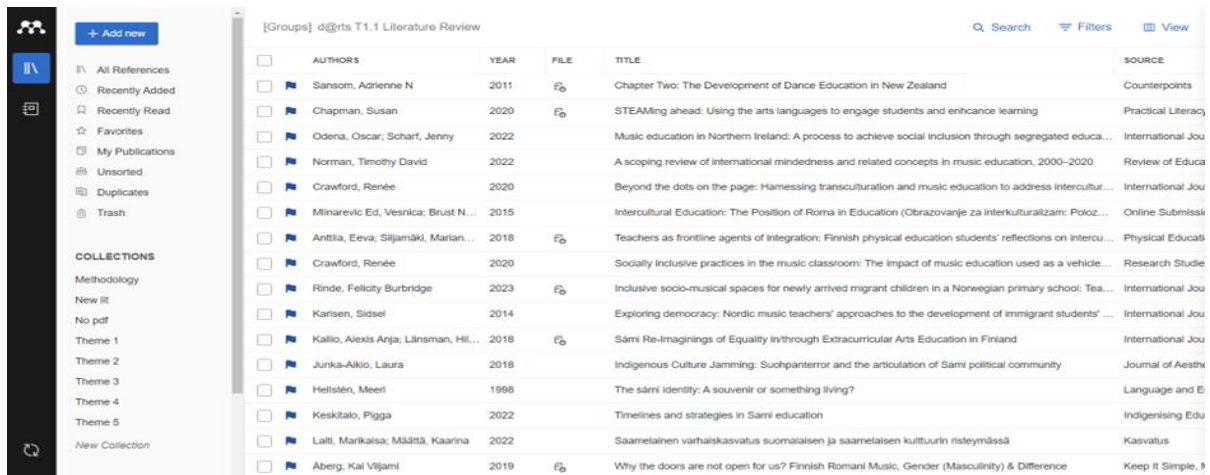 [Groups] d@rts T1.1 Literature Review
Search Filters View
+ Add new
All References
Recently Added
Recently Read
Favorites
My Publications
Unsorted
Duplicates
Trash
COLLECTIONS
Methodology
New lit
No pdf
Theme 1
Theme 2
Theme 3
Theme 4
Theme 5
New Collection
AUTHORS YEAR FILE TITLE SOURCE
Sansom, Adrienne N 2011 Chapter Two: The Development of Dance Education in New Zealand Counterpoints
Chapman, Susan 2020 STEAMing ahead: Using the arts languages to engage students and enhcance learning Practical Literacy
Odena, Oscar; Scharf, Jenny 2022 Music education in Northern Ireland: A process to achieve social inclusion through segregated educa... International Jou
Norman, Timothy David 2022 A scoping review of international mindedness and related concepts in music education, 2000–2020 Review of Educa
Crawford, Renée 2020 Beyond the dots on the page: Harnessing transculturation and music education to address intercultur... International Jou
Mlinarevic Ed, Vesnica; Brust N... 2015 Intercultural Education: The Position of Roma in Education (Obrazovanje za interkulturalizam: Poloz... Online Submissi
Anttila, Eeva; Siljamäki, Marian... 2018 Teachers as frontline agents of integration: Finnish physical education students' reflections on intercu... Physical Educati
Crawford, Renée 2020 Socially inclusive practices in the music classroom: The impact of music education used as a vehicle... Research Studie
Rinde, Felicity Burbridge 2023 Inclusive socio-musical spaces for newly arrived migrant children in a Norwegian primary school: Tea... International Jou
Karlsen, Sidsel 2014 Exploring democracy: Nordic music teachers' approaches to the development of immigrant students' ... International Jou
Kallio, Alexis Anja; Länsman, Hil... 2018 Sámi Re-Imaginings of Equality in/through Extracurricular Arts Education in Finland International Jou
Junka-Aikio, Laura 2018 Indigenous Culture Jamming: Suohpanterror and the articulation of Sami political community Journal of Aesthe
Hellstén, Meeri 1998 The sámi identity: A souvenir or something living? Language and E
Keskitalo, Pigga 2022 Timelines and strategies in Sami education Indigenising Edu
Laiti, Marikaisa; Määttä, Kaarina 2022 Saamelainen varhaiskasvatus suomalaisen ja saamelaisen kulttuurin risteymässä Kasvatus
Åberg, Kai Viljami 2019 Why the doors are not open for us? Finnish Romani Music, Gender (Masculinity) & Difference Keep It Simple, M